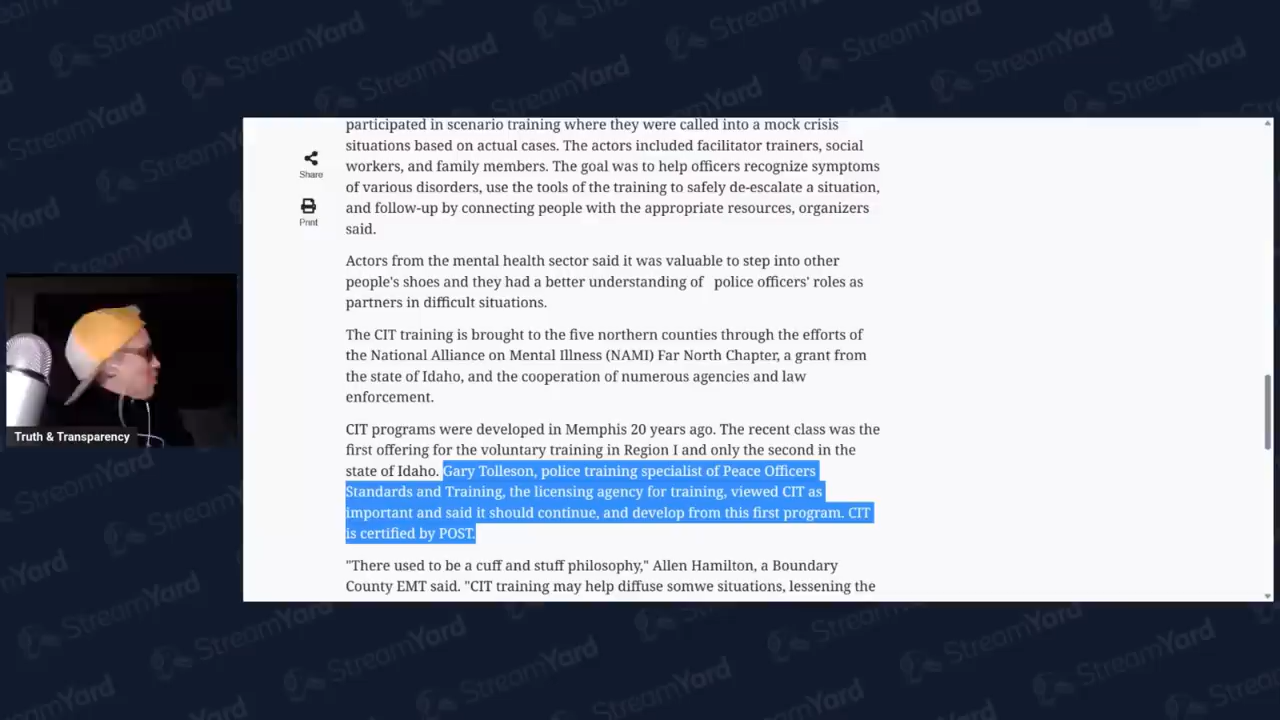 participated in scenario training where they were called into a mock crisis
situations based on actual cases. The actors included facilitator trainers, social
workers, and family members. The goal was to help officers recognize symptoms
of various disorders, use the tools of the training to safely de-escalate a situation,
and follow-up by connecting people with the appropriate resources, organizers
said.
Share
Print
Actors from the mental health sector said it was valuable to step into other
people's shoes and they had a better understanding of police officers' roles as
partners in difficult situations.
The CIT training is brought to the five northern counties through the efforts of
the National Alliance on Mental Illness (NAMI) Far North Chapter, a grant from
the state of Idaho, and the cooperation of numerous agencies and law
enforcement.
CIT programs were developed in Memphis 20 years ago. The recent class was the
first offering for the voluntary training in Region I and only the second in the
state of Idaho. Gary Tolleson, police training specialist of Peace Officers
Standards and Training, the licensing agency for training, viewed CIT as
important and said it should continue, and develop from this first program. CIT
is certified by POST.
"There used to be a cuff and stuff philosophy," Allen Hamilton, a Boundary
County EMT said. "CIT training may help diffuse somwe situations, lessening the
Truth & Transparency
StreamYard